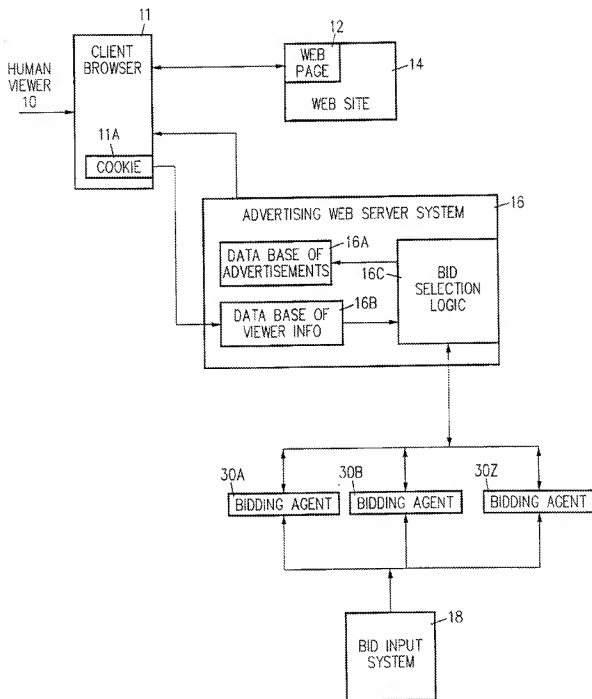 11
CLIENT
BROWSER
HUMAN
VIEWER
10
11A
COOKIE
12
WEB
PAGE
14
WEB SITE
16
ADVERTISING WEB SERVER SYSTEM
16A
DATA BASE OF
ADVERTISEMENTS
16C
BID
SELECTION
LOGIC
16B
DATA BASE OF
VIEWER INFO
30A
BIDDING AGENT
30B
BIDDING AGENT
30Z
BIDDING AGENT
18
BID INPUT
SYSTEM